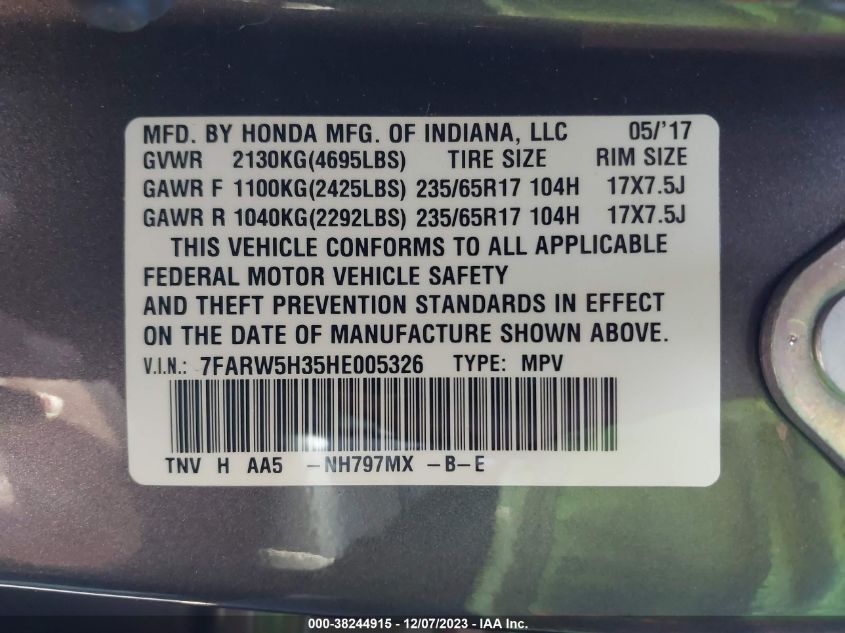 MFD. BY HONDA MFG. OF INDIANA, LLC 05/'17
GVWR 2130KG(4695LBS) TIRE SIZE RIM SIZE
GAWR F 1100KG(2425LBS) 235/65R17 104H 17X7.5J
GAWR R 1040KG(2292LBS) 235/65R17 104H 17X7.5J
THIS VEHICLE CONFORMS TO ALL APPLICABLE
FEDERAL MOTOR VEHICLE SAFETY
AND THEFT PREVENTION STANDARDS IN EFFECT
ON THE DATE OF MANUFACTURE SHOWN ABOVE.
V.I.N.: 7FARW5H35HE005326 TYPE: MPV
TNV H AA5 -NH797MX -B-E
000-38244915 - 12/07/2023 - IAA Inc.